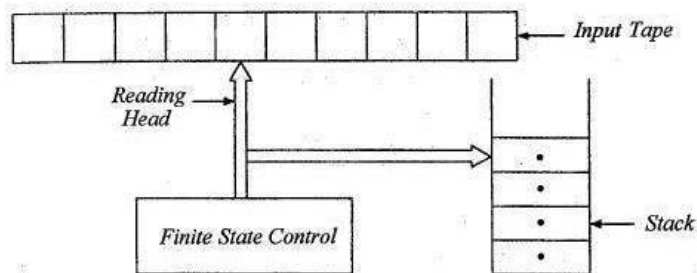 Input Tape
Reading
Head
Finite State Control
Stack